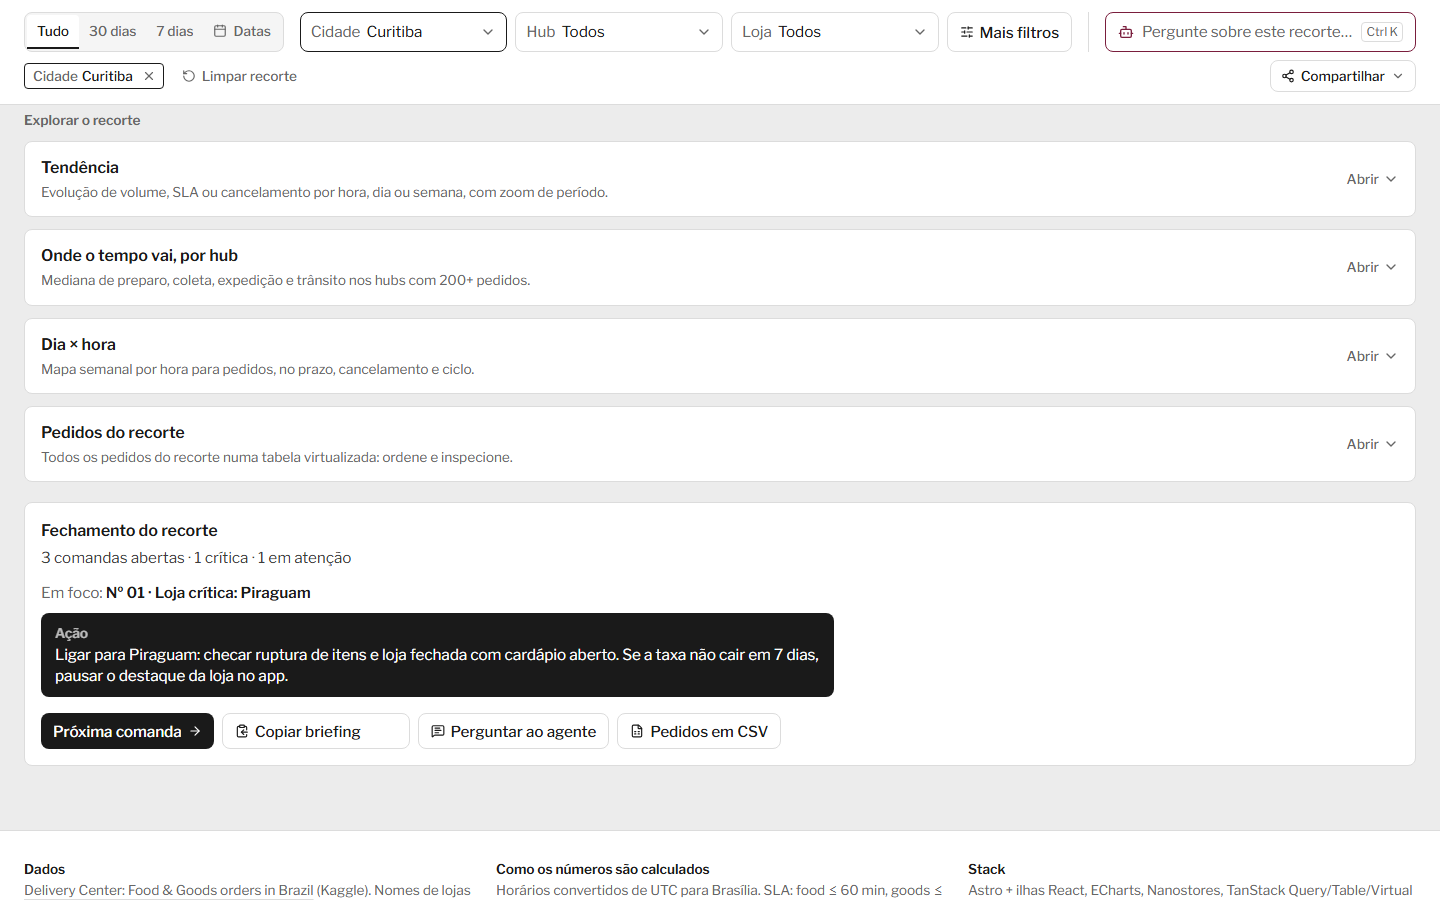 Tudo 30 dias 7 dias Datas Cidade Curitiba Hub Todos Loja Todos Mais filtros Pergunte sobre este recorte... Ctrl K
Cidade Curitiba Limpar recorte Compartilhar
Explorar o recorte
Tendência
Evolução de volume, SLA ou cancelamento por hora, dia ou semana, com zoom de período.
Abrir
Onde o tempo vai, por hub
Mediana de preparo, coleta, expedição e trânsito nos hubs com 200+ pedidos.
Abrir
Dia × hora
Mapa semanal por hora para pedidos, no prazo, cancelamento e ciclo.
Abrir
Pedidos do recorte
Todos os pedidos do recorte numa tabela virtualizada: ordene e inspecione.
Abrir
Fechamento do recorte
3 comandas abertas · 1 crítica · 1 em atenção
Em foco: Nº 01 · Loja crítica: Piraguam
Ação
Ligar para Piraguam: checar ruptura de itens e loja fechada com cardápio aberto. Se a taxa não cair em 7 dias,
pausar o destaque da loja no app.
Próxima comanda Copiar briefing Perguntar ao agente Pedidos em CSV
Dados
Delivery Center: Food & Goods orders in Brazil (Kaggle). Nomes de lojas
Como os números são calculados
Horários convertidos de UTC para Brasília. SLA: food ≤ 60 min, goods ≤
Stack
Astro + ilhas React, ECharts, Nanostores, TanStack Query/Table/Virtual